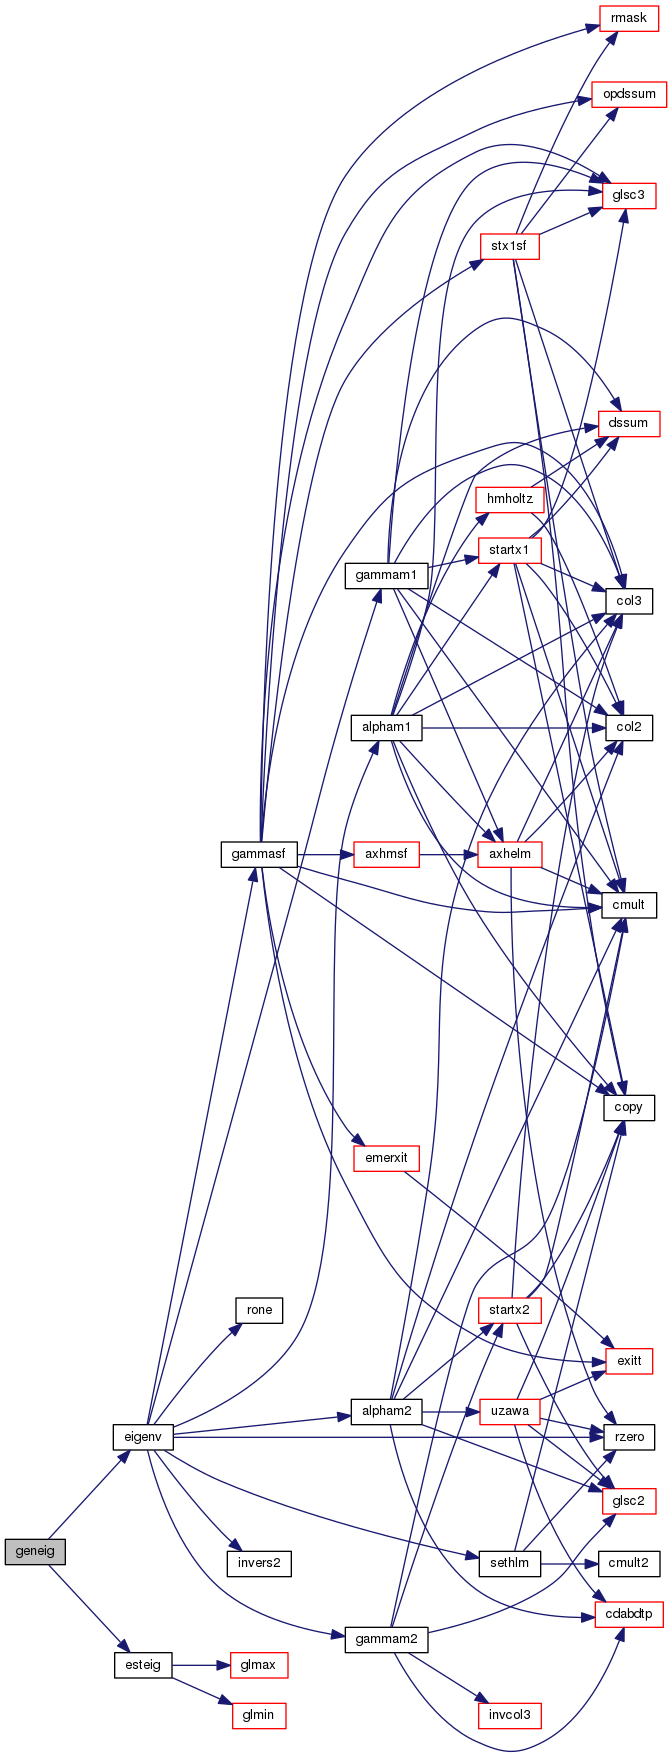 rmask
opdssum
glsc3
stx1sf
dssum
hmholtz
startx1
gammam1
col3
alpham1
col2
gammasf
axhmsf
axhelm
cmult
copy
emerxit
rone
startx2
exitt
alpham2
uzawa
eigenv
rzero
glsc2
geneig
invers2
sethlm
cmult2
cdabdtp
gammam2
esteig
glmax
glmin
invcol3